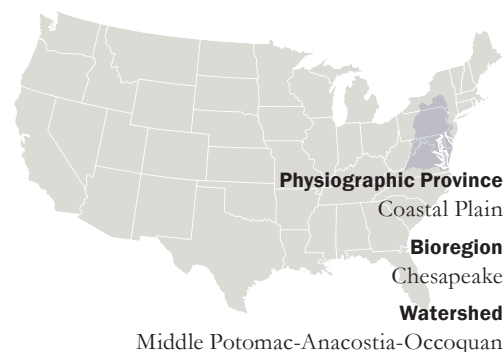 Physiographic Province
Coastal Plain
Bioregion
Chesapeake
Watershed
Middle Potomac-Anacostia-Occoquan